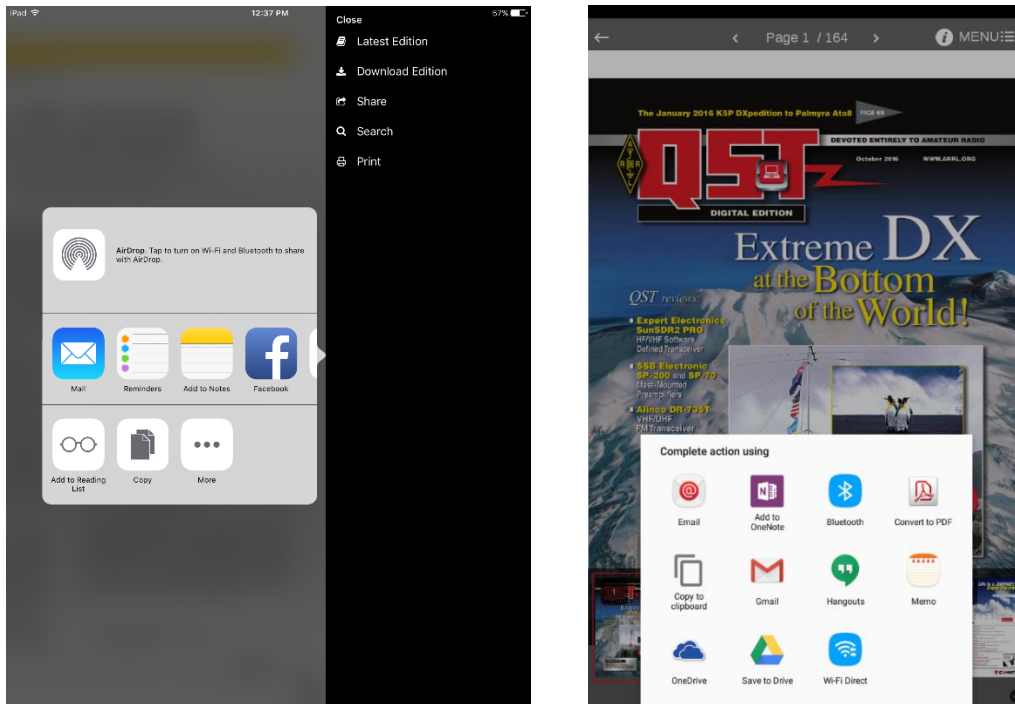 iPad
12:37 PM
57%
Close
Latest Edition
Download Edition
Share
Search
Print
AirDrop. Tap to turn on Wi-Fi and Bluetooth to share
with AirDrop.
Mail
Reminders
Add to Notes
Facebook
Add to Reading
List
Copy
More
Page 1 / 164
MENU
The January 2016 K5P DXpedition to Palmyra Atoll
PAGE 69
QST
DEVOTED ENTIRELY TO AMATEUR RADIO
October 2016
WWW.ARRL.ORG
DIGITAL EDITION
Extreme DX
at the Bottom
of the World!
QST reviews:
Expert Electronics
SunSDR2 PRO
HF/VHF Software
Defined Transceiver
SSB Electronic
SP-200 and SP-70
Mast-Mounted
Preamplifiers
Alinco DR-735T
VHF/UHF
FM Transceiver
Complete action using
Email
Add to
OneNote
Bluetooth
Convert to PDF
Copy to
clipboard
Gmail
Hangouts
Memo
OneDrive
Save to Drive
Wi-Fi Direct
1